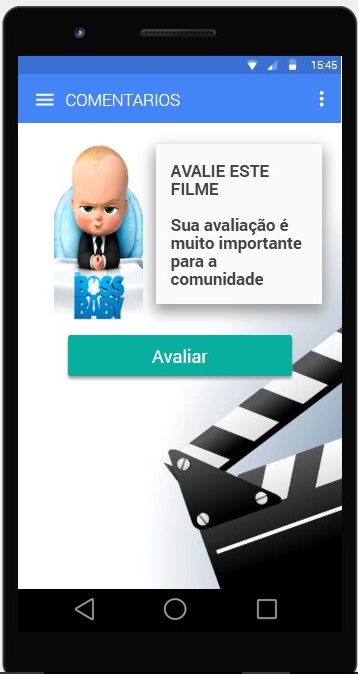 15:45
COMENTARIOS
AVALIE ESTE
FILME
Sua avaliação é
muito importante
para a
comunidade
BOSS
BABY
Avaliar